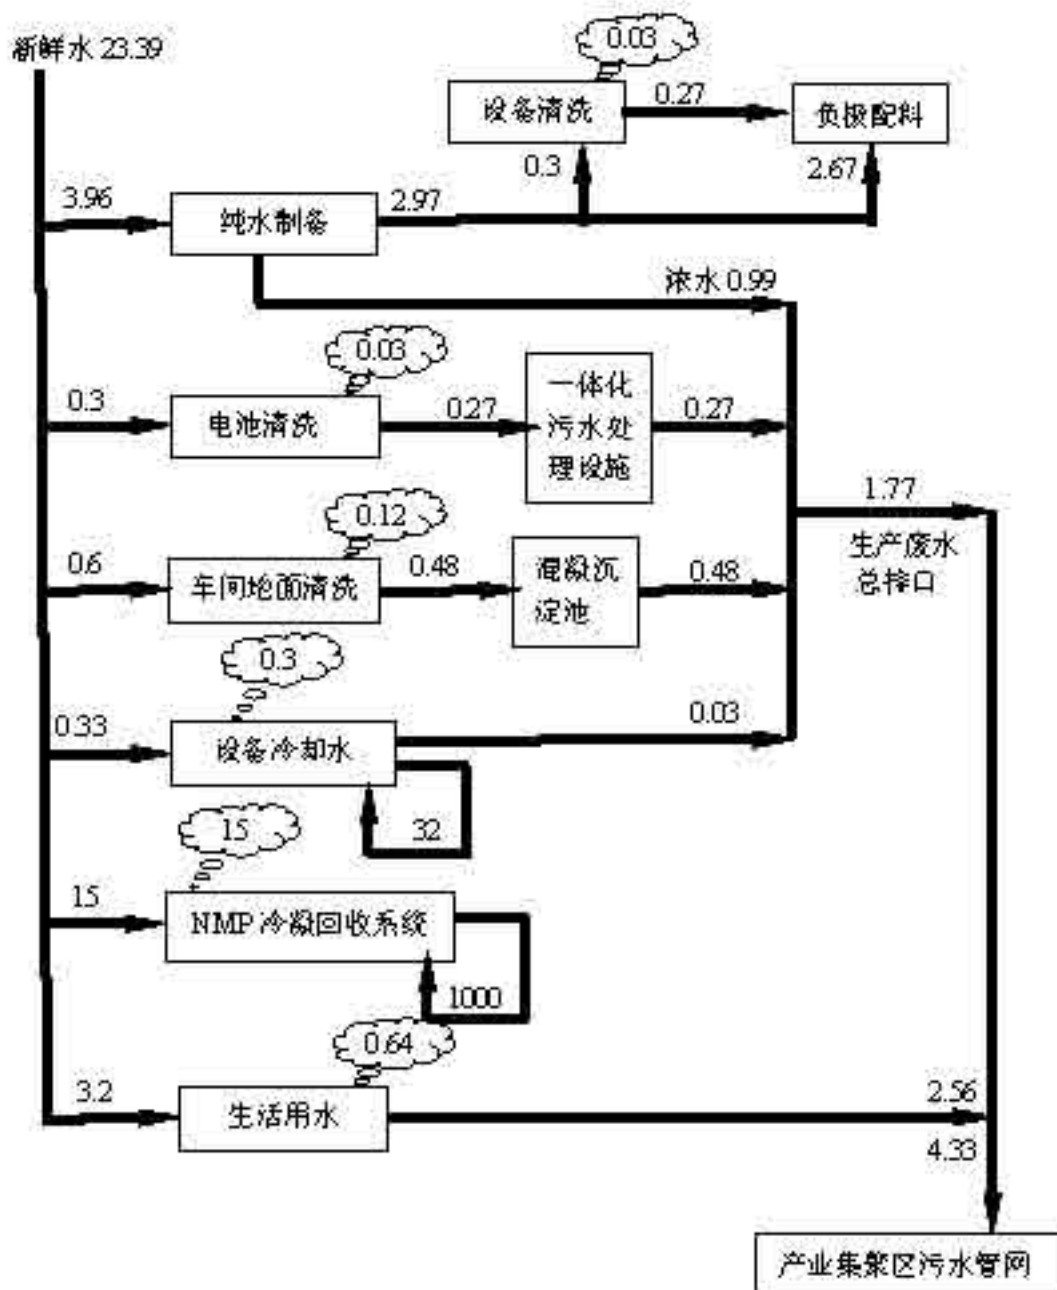 新鲜水 23.39
0.03
设备清洗
0.27
负极配料
0.3
2.67
3.96
纯水制备
2.97
浓水 0.99
0.03
0.3
电池清洗
0.27
一体化
污水处
理设施
0.27
0.12
1.77
生产废水
总排口
0.6
车间地面清洗
0.48
混凝沉
淀池
0.48
0.3
0.33
设备冷却水
0.03
32
15
15
NMP 冷凝回收系统
1000
0.64
3.2
生活用水
2.56
4.33
产业集聚区污水管网